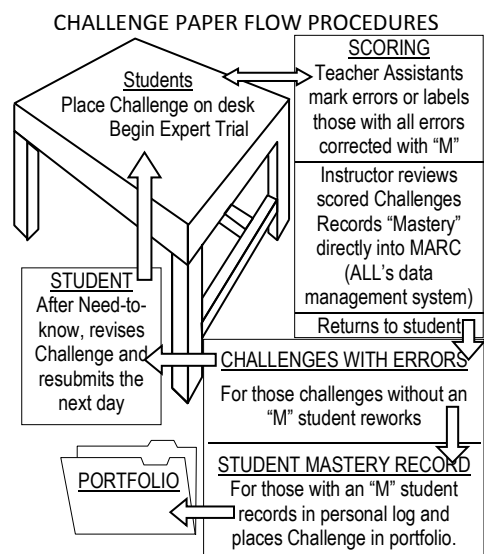 CHALLENGE PAPER FLOW PROCEDURES
Students
Place Challenge on desk
Begin Expert Trial
SCORING
Teacher Assistants
mark errors or labels
those with all errors
corrected with “M”
Instructor reviews
scored Challenges
Records “Mastery”
directly into MARC
(ALL’s data
management system)
Returns to student
STUDENT
After Need-to-
know, revises
Challenge and
resubmits the
next day
CHALLENGES WITH ERRORS
For those challenges without an
“M” student reworks
STUDENT MASTERY RECORD
For those with an “M” student
records in personal log and
places Challenge in portfolio.
PORTFOLIO